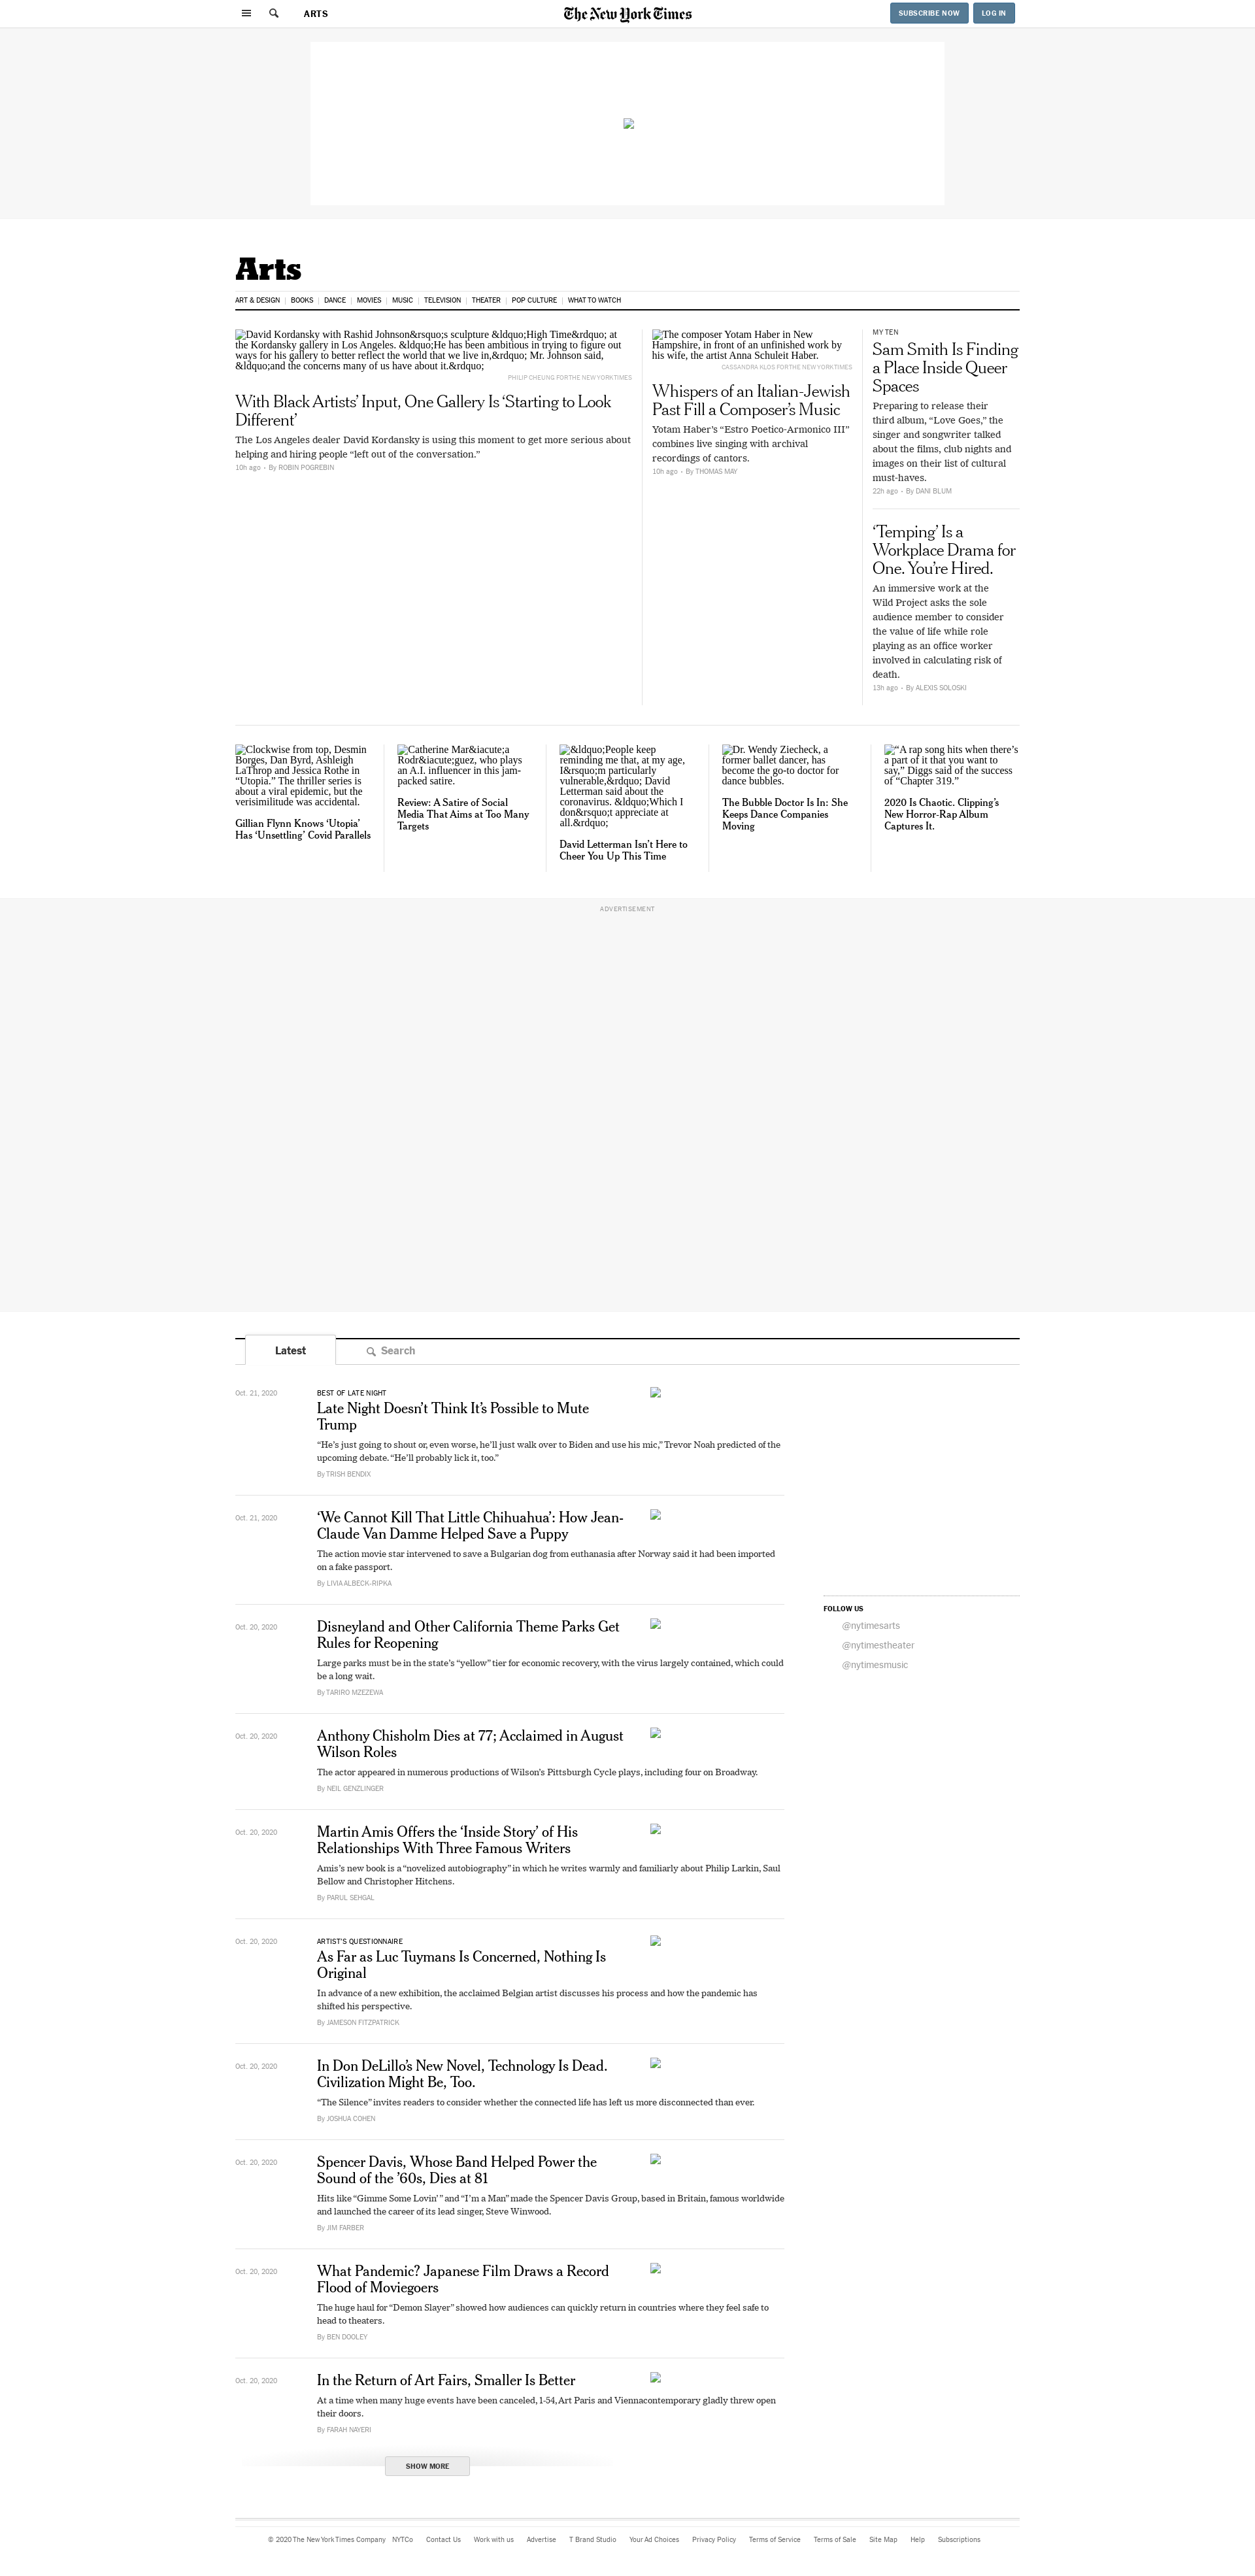 ARTS
The New York Times
SUBSCRIBE NOW
LOG IN
Arts
ART & DESIGN
BOOKS
DANCE
MOVIES
MUSIC
TELEVISION
THEATER
POP CULTURE
WHAT TO WATCH
David Kordansky with Rashid Johnson&rsquo;s sculpture &ldquo;High Time&rdquo; at
the Kordansky gallery in Los Angeles. &ldquo;He has been ambitious in trying to figure out
ways for his gallery to better reflect the world that we live in,&rdquo; Mr. Johnson said,
&ldquo;and the concerns many of us have about it.&rdquo;
PHILIP CHEUNG FOR THE NEW YORK TIMES
With Black Artists’ Input, One Gallery Is ‘Starting to Look
Different’
The Los Angeles dealer David Kordansky is using this moment to get more serious about
helping and hiring people “left out of the conversation.”
10h ago • By ROBIN POGREBIN
The composer Yotam Haber in New
Hampshire, in front of an unfinished work by
his wife, the artist Anna Schuleit Haber.
CASSANDRA KLOS FOR THE NEW YORK TIMES
Whispers of an Italian-Jewish
Past Fill a Composer’s Music
Yotam Haber’s “Estro Poetico-Armonico III”
combines live singing with archival
recordings of cantors.
10h ago • By THOMAS MAY
MY TEN
Sam Smith Is Finding
a Place Inside Queer
Spaces
Preparing to release their
third album, “Love Goes,” the
singer and songwriter talked
about the films, club nights and
images on their list of cultural
must-haves.
22h ago • By DANI BLUM
‘Temping’ Is a
Workplace Drama for
One. You’re Hired.
An immersive work at the
Wild Project asks the sole
audience member to consider
the value of life while role
playing as an office worker
involved in calculating risk of
death.
13h ago • By ALEXIS SOLOSKI
Clockwise from top, Desmin
Borges, Dan Byrd, Ashleigh
LaThrop and Jessica Rothe in
“Utopia.” The thriller series is
about a viral epidemic, but the
verisimilitude was accidental.
Gillian Flynn Knows ‘Utopia’
Has ‘Unsettling’ Covid Parallels
Catherine Mar&iacute;a
Rodr&iacute;guez, who plays
an A.I. influencer in this jam-
packed satire.
Review: A Satire of Social
Media That Aims at Too Many
Targets
&ldquo;People keep
reminding me that, at my age,
I&rsquo;m particularly
vulnerable,&rdquo; David
Letterman said about the
coronavirus. &ldquo;Which I
don&rsquo;t appreciate at
all.&rdquo;
David Letterman Isn’t Here to
Cheer You Up This Time
Dr. Wendy Ziecheck, a
former ballet dancer, has
become the go-to doctor for
dance bubbles.
The Bubble Doctor Is In: She
Keeps Dance Companies
Moving
“A rap song hits when there’s
a part of it that you want to
say,” Diggs said of the success
of “Chapter 319.”
2020 Is Chaotic. Clipping’s
New Horror-Rap Album
Captures It.
ADVERTISEMENT
Latest
Search
Oct. 21, 2020
BEST OF LATE NIGHT
Late Night Doesn’t Think It’s Possible to Mute
Trump
“He’s just going to shout or, even worse, he’ll just walk over to Biden and use his mic,” Trevor Noah predicted of the
upcoming debate. “He’ll probably lick it, too.”
By TRISH BENDIX
Oct. 21, 2020
‘We Cannot Kill That Little Chihuahua’: How Jean-
Claude Van Damme Helped Save a Puppy
The action movie star intervened to save a Bulgarian dog from euthanasia after Norway said it had been imported
on a fake passport.
By LIVIA ALBECK-RIPKA
FOLLOW US
@nytimesarts
@nytimestheater
@nytimesmusic
Oct. 20, 2020
Disneyland and Other California Theme Parks Get
Rules for Reopening
Large parks must be in the state’s “yellow” tier for economic recovery, with the virus largely contained, which could
be a long wait.
By TARIRO MZEZEWA
Oct. 20, 2020
Anthony Chisholm Dies at 77; Acclaimed in August
Wilson Roles
The actor appeared in numerous productions of Wilson’s Pittsburgh Cycle plays, including four on Broadway.
By NEIL GENZLINGER
Oct. 20, 2020
Martin Amis Offers the ‘Inside Story’ of His
Relationships With Three Famous Writers
Amis’s new book is a “novelized autobiography” in which he writes warmly and familiarly about Philip Larkin, Saul
Bellow and Christopher Hitchens.
By PARUL SEHGAL
Oct. 20, 2020
ARTIST’S QUESTIONNAIRE
As Far as Luc Tuymans Is Concerned, Nothing Is
Original
In advance of a new exhibition, the acclaimed Belgian artist discusses his process and how the pandemic has
shifted his perspective.
By JAMESON FITZPATRICK
Oct. 20, 2020
In Don DeLillo’s New Novel, Technology Is Dead.
Civilization Might Be, Too.
“The Silence” invites readers to consider whether the connected life has left us more disconnected than ever.
By JOSHUA COHEN
Oct. 20, 2020
Spencer Davis, Whose Band Helped Power the
Sound of the ’60s, Dies at 81
Hits like “Gimme Some Lovin’ ” and “I’m a Man” made the Spencer Davis Group, based in Britain, famous worldwide
and launched the career of its lead singer, Steve Winwood.
By JIM FARBER
Oct. 20, 2020
What Pandemic? Japanese Film Draws a Record
Flood of Moviegoers
The huge haul for “Demon Slayer” showed how audiences can quickly return in countries where they feel safe to
head to theaters.
By BEN DOOLEY
Oct. 20, 2020
In the Return of Art Fairs, Smaller Is Better
At a time when many huge events have been canceled, 1-54, Art Paris and Viennacontemporary gladly threw open
their doors.
By FARAH NAYERI
SHOW MORE
© 2020 The New York Times Company
NYTCo
Contact Us
Work with us
Advertise
T Brand Studio
Your Ad Choices
Privacy Policy
Terms of Service
Terms of Sale
Site Map
Help
Subscriptions